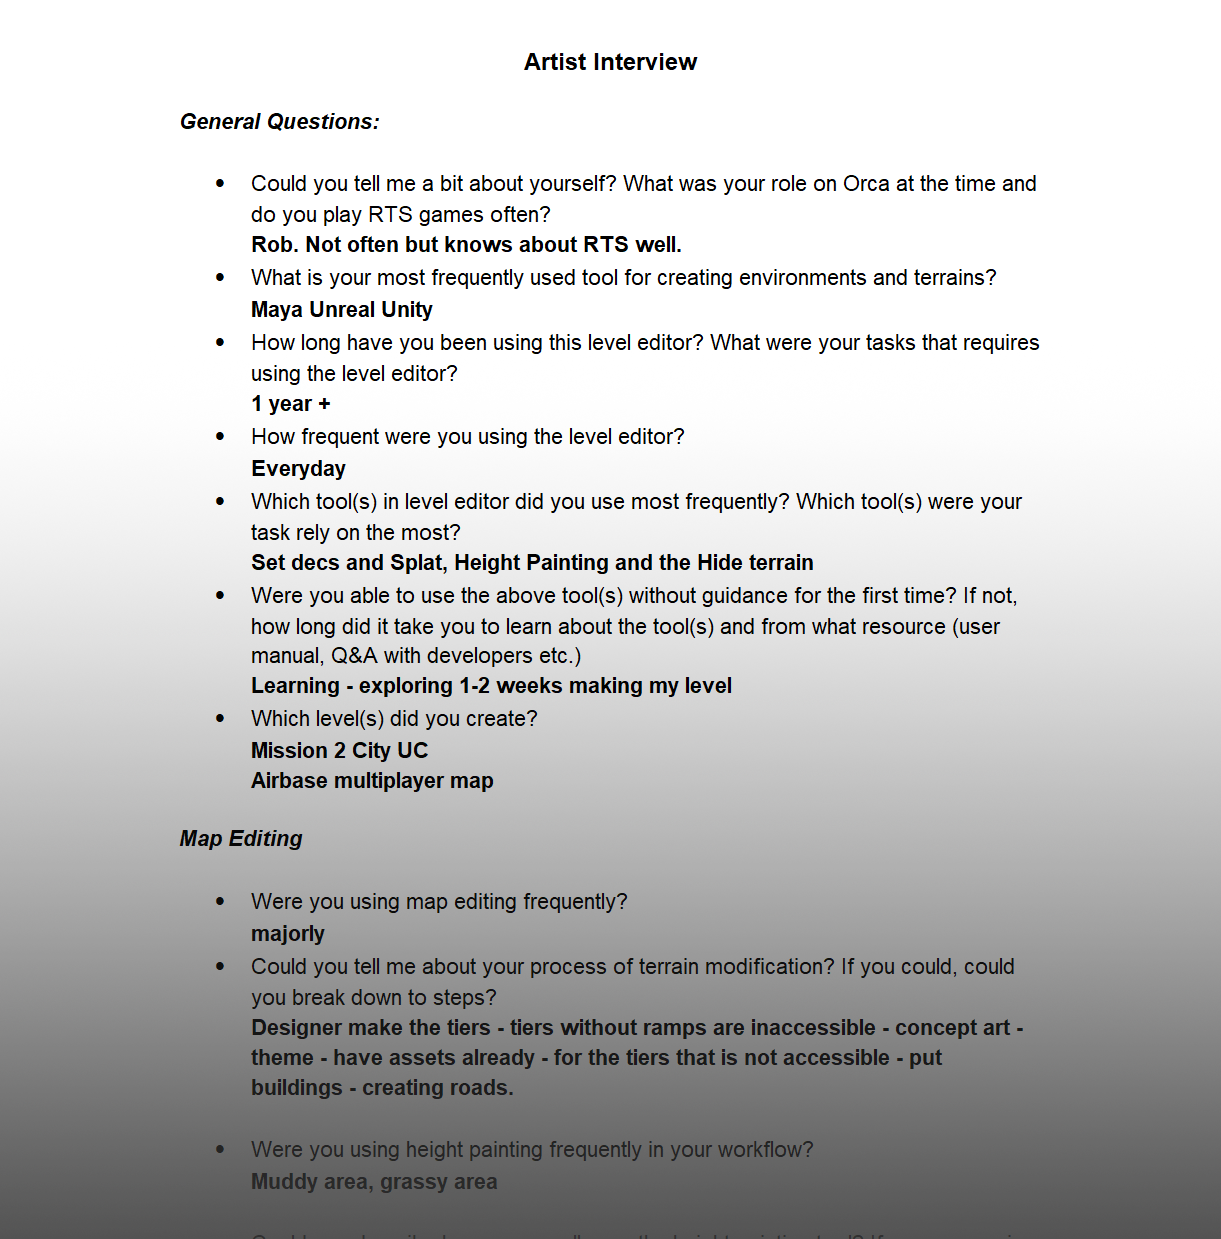 Artist Interview
General Questions:
• Could you tell me a bit about yourself? What was your role on Orca at the time and
do you play RTS games often?
Rob. Not often but knows about RTS well.
• What is your most frequently used tool for creating environments and terrains?
Maya Unreal Unity
• How long have you been using this level editor? What were your tasks that requires
using the level editor?
1 year +
• How frequent were you using the level editor?
Everyday
• Which tool(s) in level editor did you use most frequently? Which tool(s) were your
task rely on the most?
Set decs and Splat, Height Painting and the Hide terrain
• Were you able to use the above tool(s) without guidance for the first time? If not,
how long did it take you to learn about the tool(s) and from what resource (user
manual, Q&A with developers etc.)
Learning - exploring 1-2 weeks making my level
• Which level(s) did you create?
Mission 2 City UC
Airbase multiplayer map
Map Editing
• Were you using map editing frequently?
majorly
• Could you tell me about your process of terrain modification? If you could, could
you break down to steps?
Designer make the tiers - tiers without ramps are inaccessible - concept art -
theme - have assets already - for the tiers that is not accessible - put
buildings - creating roads.
• Were you using height painting frequently in your workflow?
Muddy area, grassy area